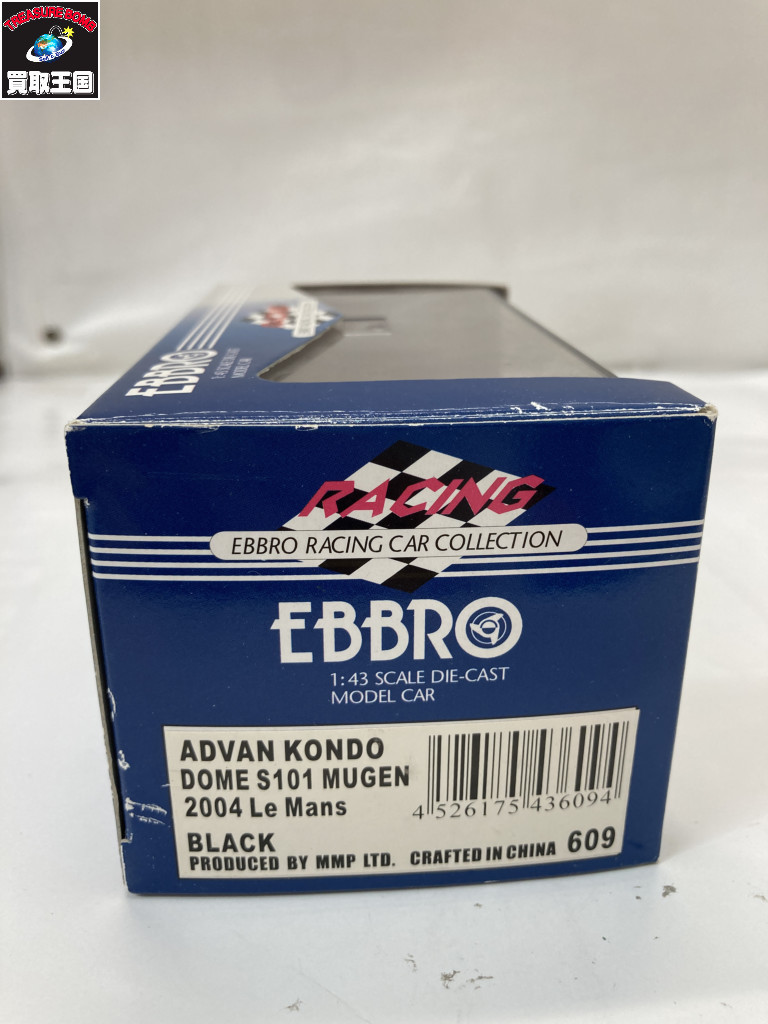 TREASURE KINGDOM
買取王国
EBBRO
RACING
EBBRO RACING CAR COLLECTION
EBBRO
1:43 SCALE DIE-CAST
MODEL CAR
ADVAN KONDO
DOME S101 MUGEN
2004 Le Mans
4 526175 436094
BLACK
PRODUCED BY MMP LTD. CRAFTED IN CHINA 609